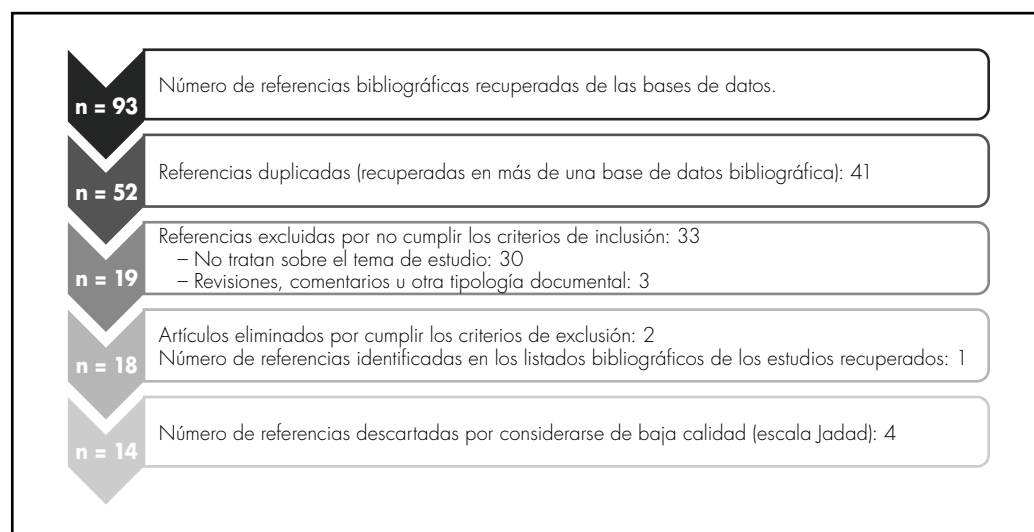 n = 93
Número de referencias bibliográficas recuperadas de las bases de datos.
n = 52
Referencias duplicadas (recuperadas en más de una base de datos bibliográfica): 41
n = 19
Referencias excluidas por no cumplir los criterios de inclusión: 33
– No tratan sobre el tema de estudio: 30
– Revisiones, comentarios u otra tipología documental: 3
n = 18
Artículos eliminados por cumplir los criterios de exclusión: 2
Número de referencias identificadas en los listados bibliográficos de los estudios recuperados: 1
n = 14
Número de referencias descartadas por considerarse de baja calidad (escala Jadad): 4